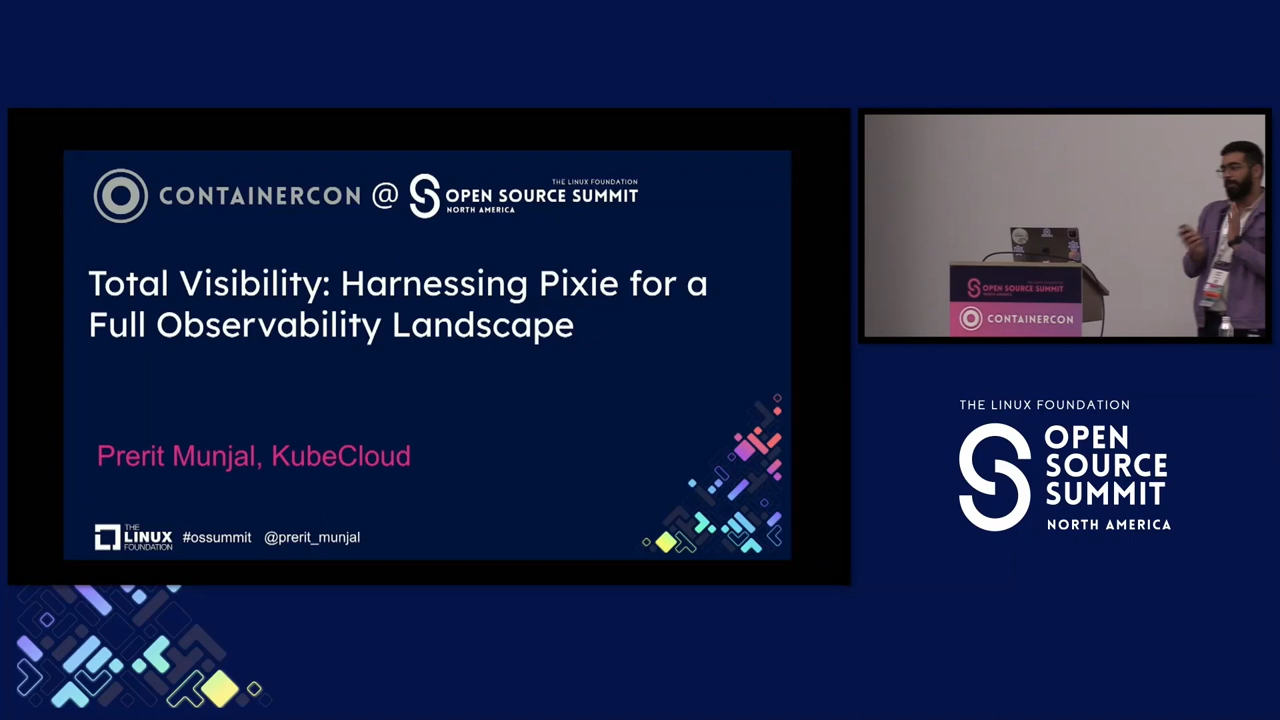 CONTAINERCON @ THE LINUX FOUNDATION
OPEN SOURCE SUMMIT
NORTH AMERICA
Total Visibility: Harnessing Pixie for a
Full Observability Landscape
Prerit Munjal, KubeCloud
THE
LINUX
FOUNDATION
#ossummit @prerit_munjal
OPEN SOURCE SUMMIT
CONTAINERCON
THE LINUX FOUNDATION
OPEN
SOURCE
SUMMIT
NORTH AMERICA